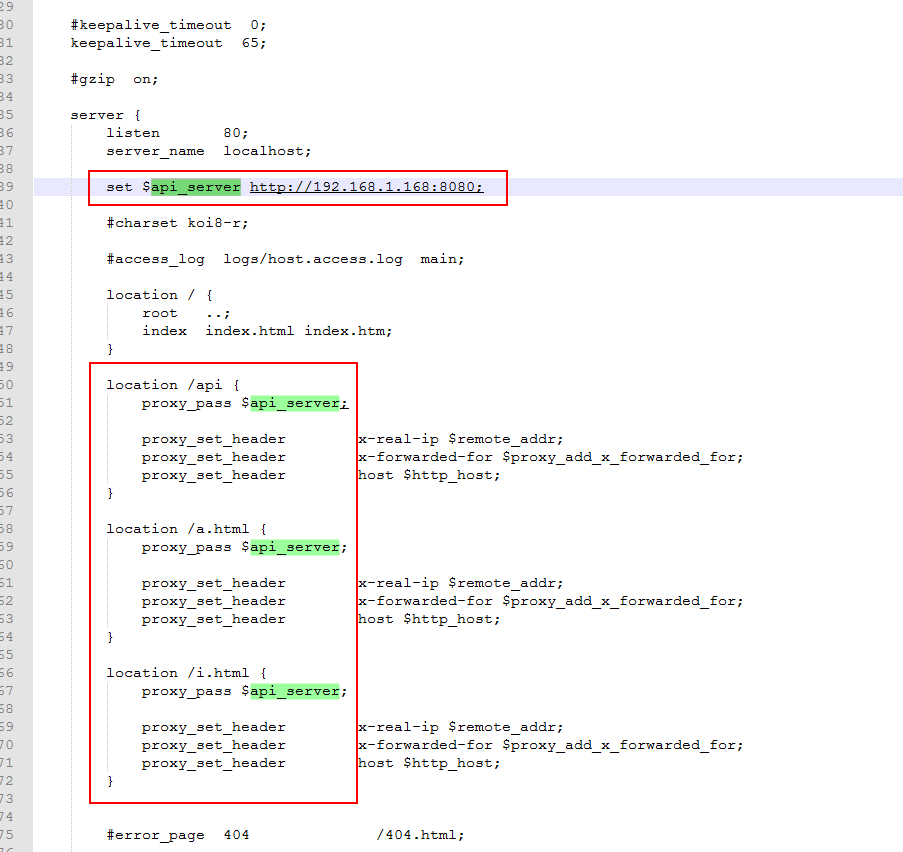 29
30 #keepalive_timeout  0;
31 keepalive_timeout  65;
32
33 #gzip  on;
34
35 server {
36     listen       80;
37     server_name  localhost;
38
39     set $api_server http://192.168.1.168:8080;
40
41     #charset koi8-r;
42
43     #access_log  logs/host.access.log  main;
44
45     location / {
46         root   ..;
47         index  index.html index.htm;
48     }
49
50     location /api {
51         proxy_pass $api_server;
52
53         proxy_set_header        x-real-ip $remote_addr;
54         proxy_set_header        x-forwarded-for $proxy_add_x_forwarded_for;
55         proxy_set_header        host $http_host;
56     }
57
58     location /a.html {
59         proxy_pass $api_server;
60
61         proxy_set_header        x-real-ip $remote_addr;
62         proxy_set_header        x-forwarded-for $proxy_add_x_forwarded_for;
63         proxy_set_header        host $http_host;
64     }
65
66     location /i.html {
67         proxy_pass $api_server;
68
69         proxy_set_header        x-real-ip $remote_addr;
70         proxy_set_header        x-forwarded-for $proxy_add_x_forwarded_for;
71         proxy_set_header        host $http_host;
72     }
73
74
75     #error_page  404              /404.html;
76